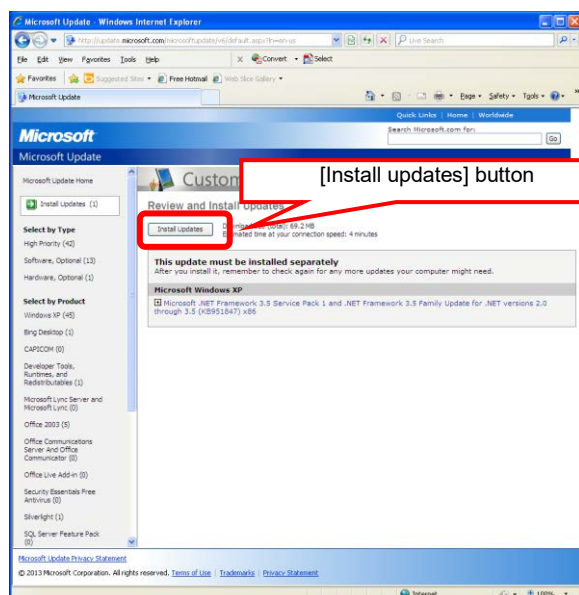 Microsoft Update - Windows Internet Explorer
http://update.microsoft.com/microsoftupdate/v6/default.aspx?ln=en-us
Live Search
File Edit View Favorites Tools Help
X Convert Select
Favorites Suggested Sites Free Hotmail Web Slice Gallery
Microsoft Update
Page Safety Tools
Quick Links | Home | Worldwide
Search Microsoft.com for:
Go
Microsoft
Microsoft Update
Microsoft Update Home
Install Updates (1)
Select by Type
High Priority (42)
Software, Optional (13)
Hardware, Optional (1)
Select by Product
Windows XP (45)
Bing Desktop (1)
CAPICOM (0)
Developer Tools,
Runtimes, and
Redistributables (1)
Microsoft Lync Server and
Microsoft Lync (0)
Office 2003 (5)
Office Communications
Server And Office
Communicator (0)
Office Live Add-in (0)
Security Essentials Free
Antivirus (0)
Silverlight (1)
SQL Server Feature Pack
(0)
Custom
[Install updates] button
Review and Install Updates
Install Updates
(total): 69.2 MB
Estimated time at your connection speed: 4 minutes
This update must be installed separately
After you install it, remember to check again for any more updates your computer might need.
Microsoft Windows XP
Microsoft .NET Framework 3.5 Service Pack 1 and .NET Framework 3.5 Family Update for .NET versions 2.0
through 3.5 (KB951847) x86
Microsoft Update Privacy Statement
© 2013 Microsoft Corporation. All rights reserved. Terms of Use | Trademarks | Privacy Statement
Internet
100%